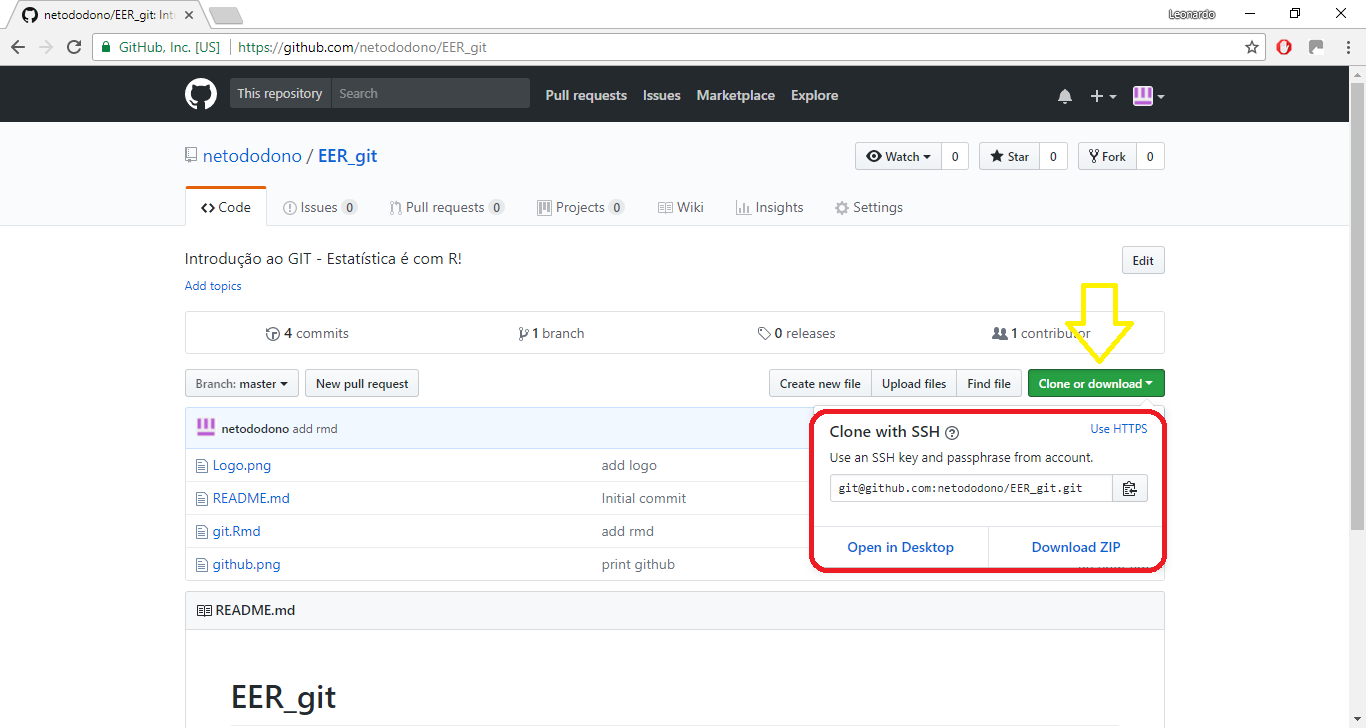 netododono/EER_git: Int
Leonardo
GitHub, Inc. [US] https://github.com/netododono/EER_git
This repository Search Pull requests Issues Marketplace Explore
netododono / EER_git
Watch 0 Star 0 Fork 0
Code Issues 0 Pull requests 0 Projects 0 Wiki Insights Settings
Introdução ao GIT - Estatística é com R!
Edit
Add topics
4 commits 1 branch 0 releases 1 contributor
Branch: master New pull request Create new file Upload files Find file Clone or download
netododono add rmd
Logo.png add logo
README.md Initial commit
git.Rmd add rmd
github.png print github
Clone with SSH ? Use HTTPS
Use an SSH key and passphrase from account.
git@github.com:netododono/EER_git.git
Open in Desktop Download ZIP
README.md
EER_git